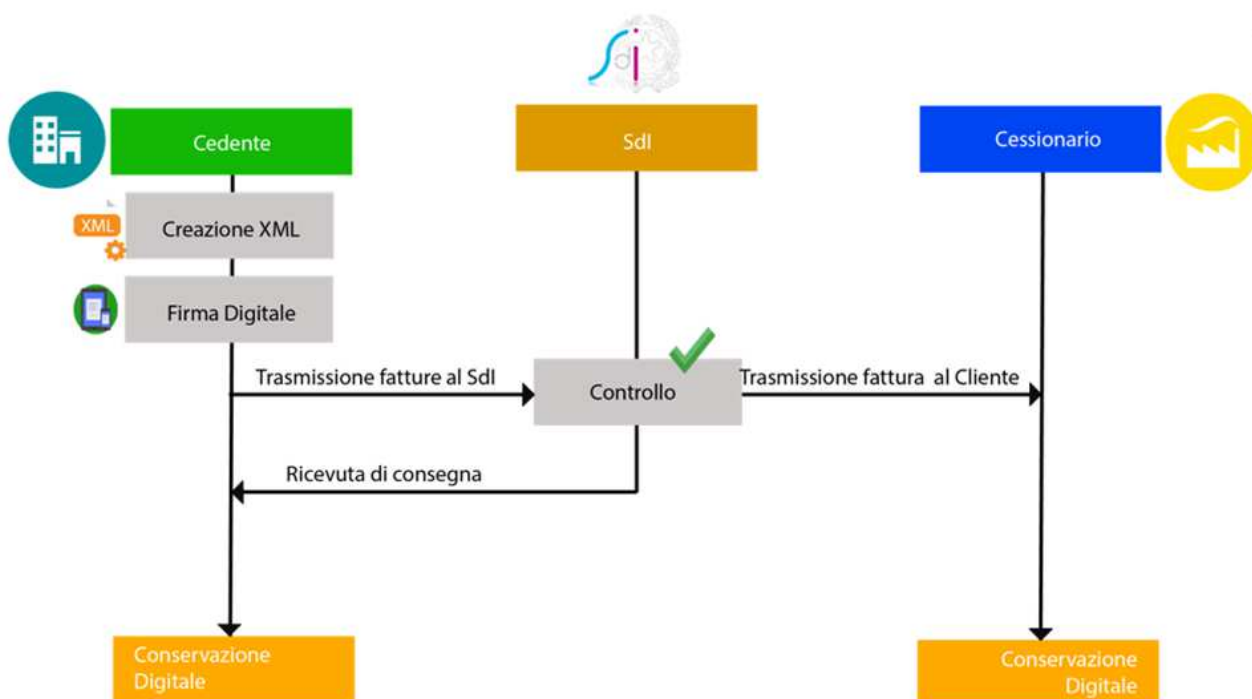 Sdi
Cedente
SdI
Cessionario
XML
Creazione XML
Firma Digitale
Trasmissione fatture al SdI
Controllo
Trasmissione fattura al Cliente
Ricevuta di consegna
Conservazione
Digitale
Conservazione
Digitale